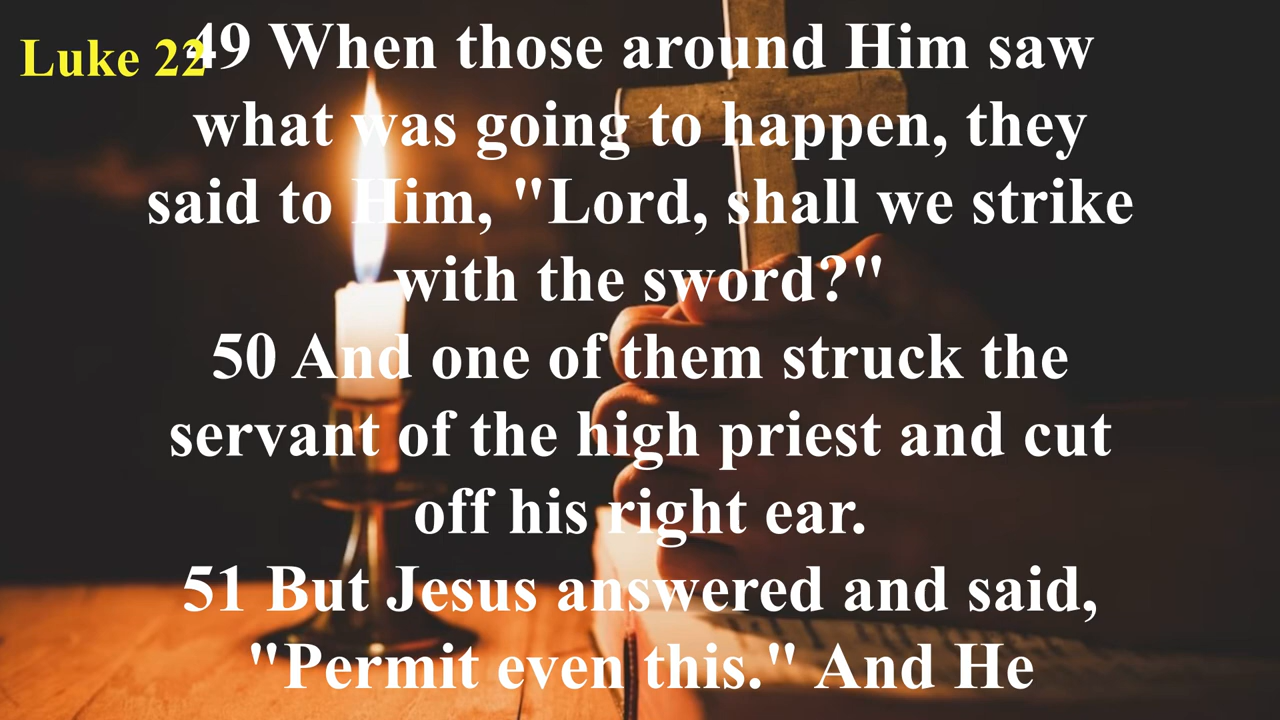 Luke 22
49 When those around Him saw
what was going to happen, they
said to Him, "Lord, shall we strike
with the sword?"
50 And one of them struck the
servant of the high priest and cut
off his right ear.
51 But Jesus answered and said,
"Permit even this." And He